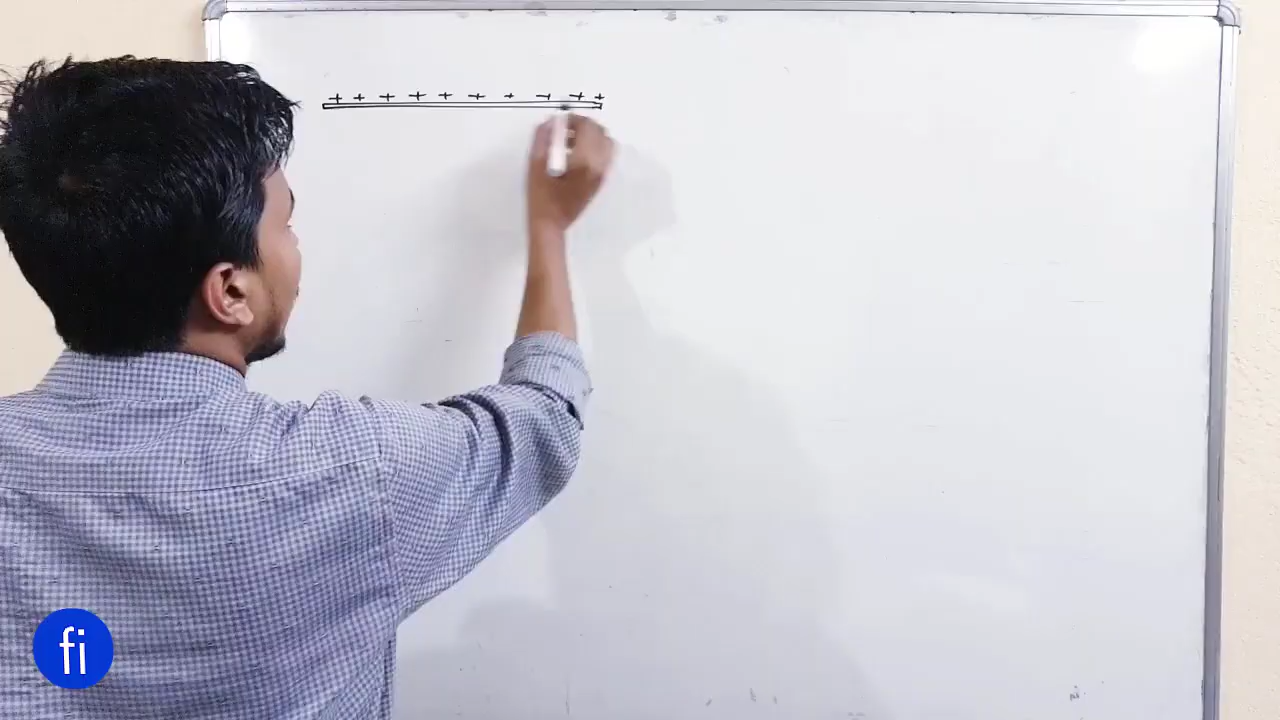 + + + + + + + + + +
fi